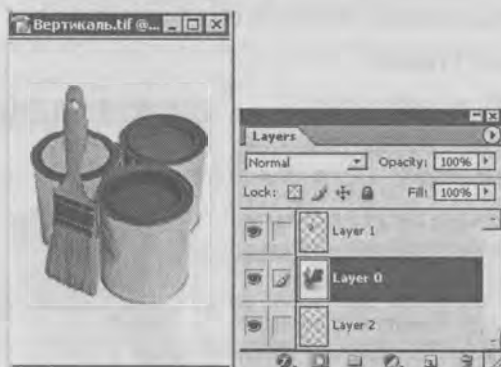 Вертикаль.tif @...
Layers
Normal Opacity: 100%
Lock: Fill: 100%
Layer 1
Layer 0
Layer 2